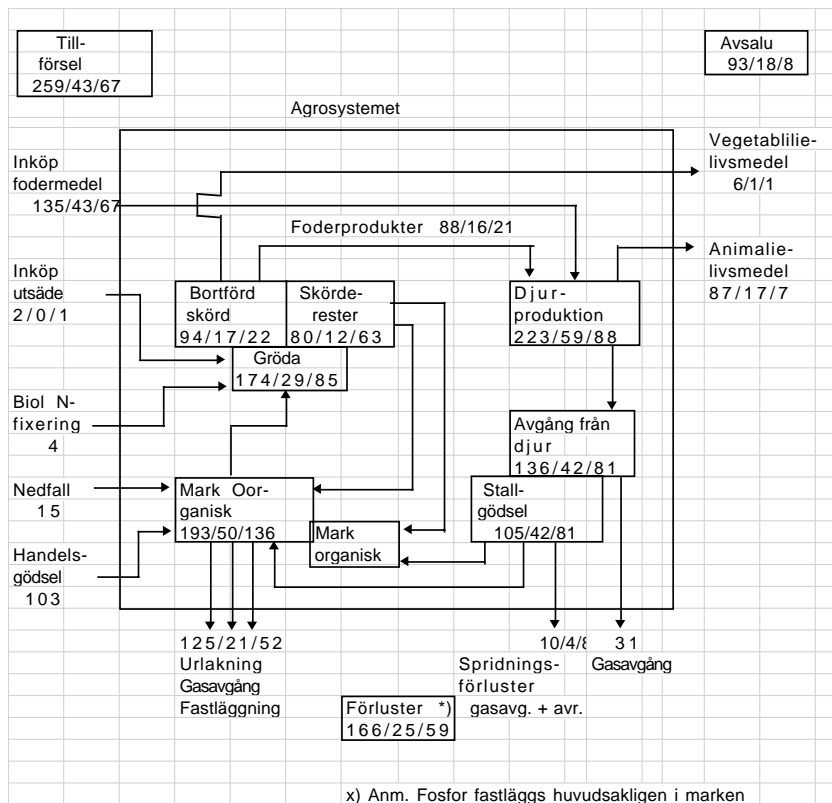 Till-
försel
259/43/67
Avsalu
93/18/8
Agrosystemet
Inköp
fodermedel
135/43/67
Vegetablilie-
livsmedel
6/1/1
Foderprodukter 88/16/21
Animalie-
livsmedel
87/17/7
Inköp
utsäde
2/0/1
Bortförd
skörd
94/17/22
Skörde-
rester
80/12/63
Djur-
produktion
223/59/88
Gröda
174/29/85
Biol N-
fixering
4
Avgång från
djur
136/42/81
Nedfall
15
Mark Oor-
ganisk
193/50/136
Mark
organisk
Stall-
gödsel
105/42/81
Handels-
gödsel
103
125/21/52
Urlakning
Gasavgång
Fastläggning
10/4/8
Spridnings-
förluster
gasavg. + avr.
31
Gasavgång
Förluster *)
166/25/59
x) Anm. Fosfor fastläggs huvudsakligen i marken